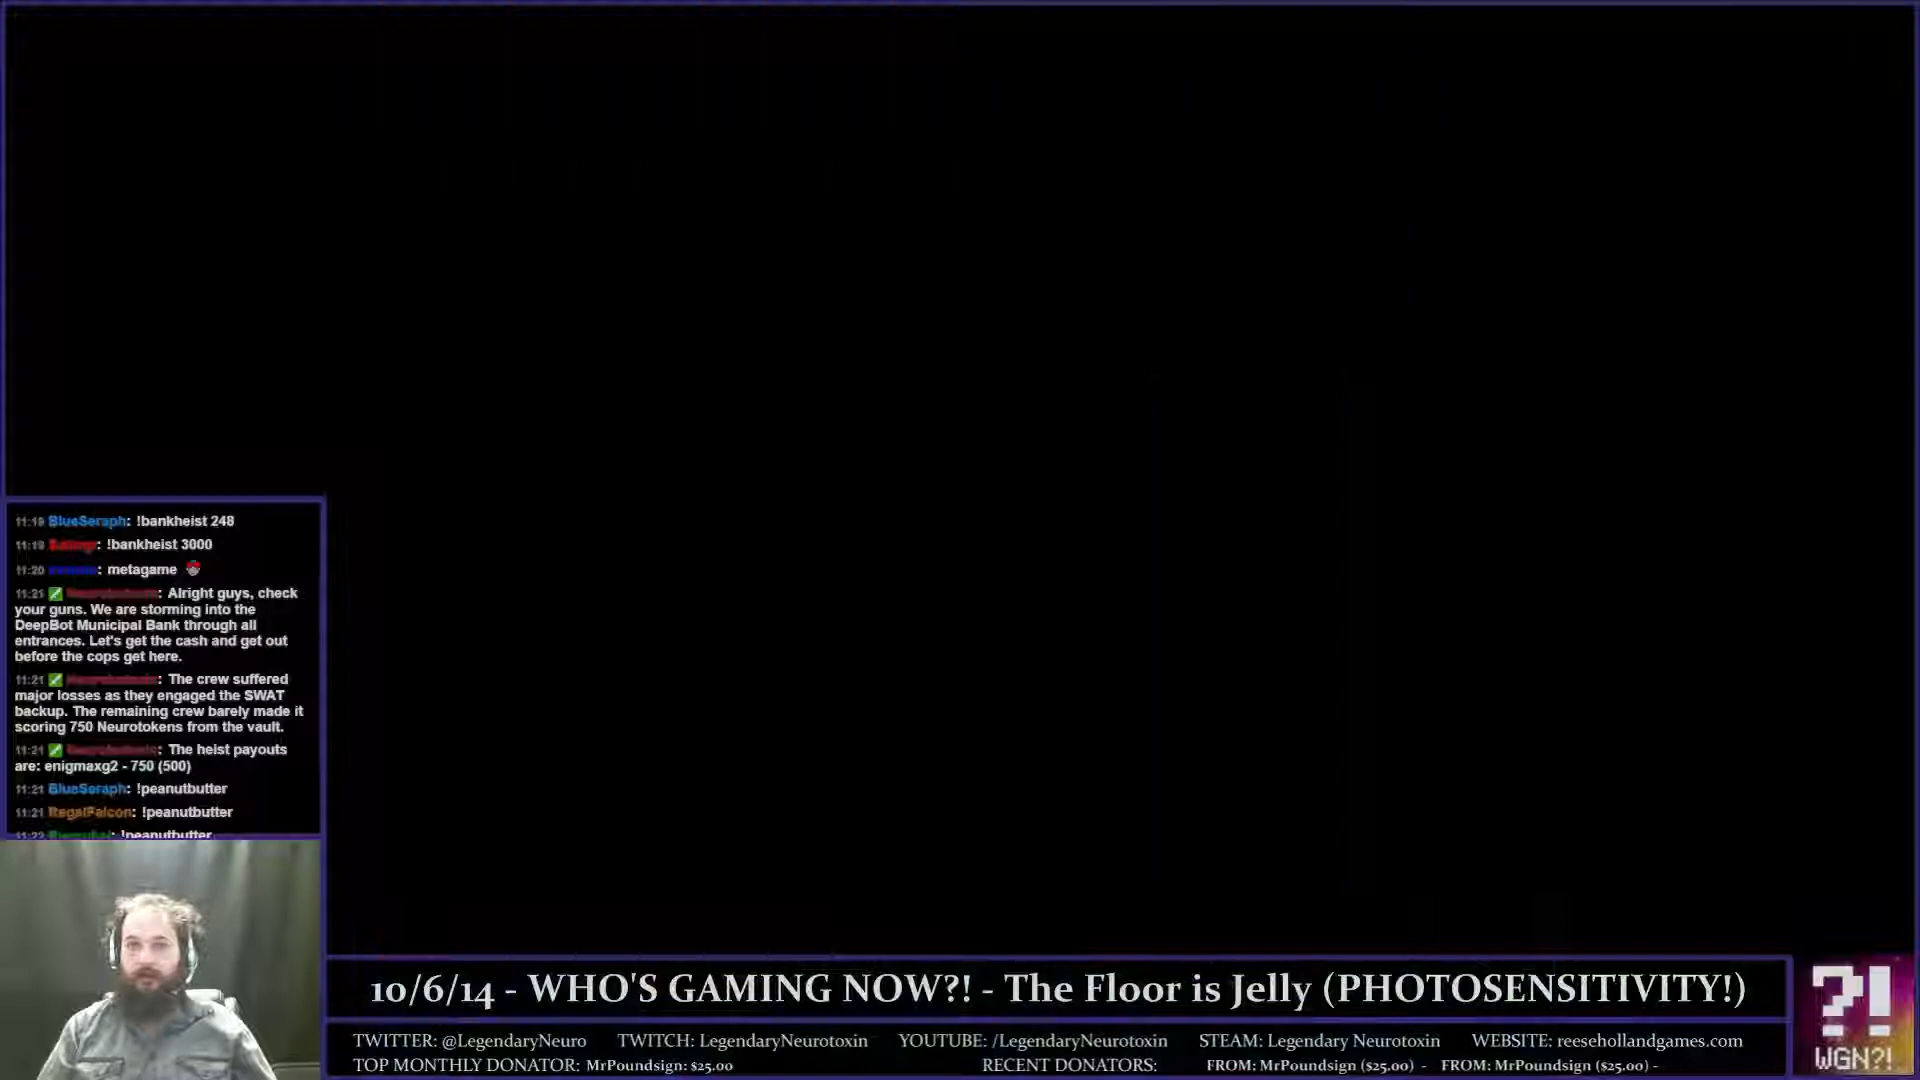 11:19 BlueSeraph: !bankheist 248
11:19 : !bankheist 3000
11:20 : metagame
11:21 : Alright guys, check
your guns. We are storming into the
DeepBot Municipal Bank through all
entrances. Let's get the cash and get out
before the cops get here.
11:21 : The crew suffered
major losses as they engaged the SWAT
backup. The remaining crew barely made it
scoring 750 Neurotokens from the vault.
11:21 : The heist payouts
are: enigmaxg2 - 750 (500)
11:21 BlueSeraph: !peanutbutter
11:21 RegalFalcon: !peanutbutter
11:22 : !peanutbutter
10/6/14 - WHO'S GAMING NOW?! - The Floor is Jelly (PHOTOSENSITIVITY!)
TWITTER: @LegendaryNeuro TWITCH: LegendaryNeurotoxin YOUTUBE: /LegendaryNeurotoxin STEAM: Legendary Neurotoxin WEBSITE: reesehollandgames.com
TOP MONTHLY DONATOR: MrPoundsign: $25.00 RECENT DONATORS: FROM: MrPoundsign ($25.00) - FROM: MrPoundsign ($25.00) -
?!
WGN?!